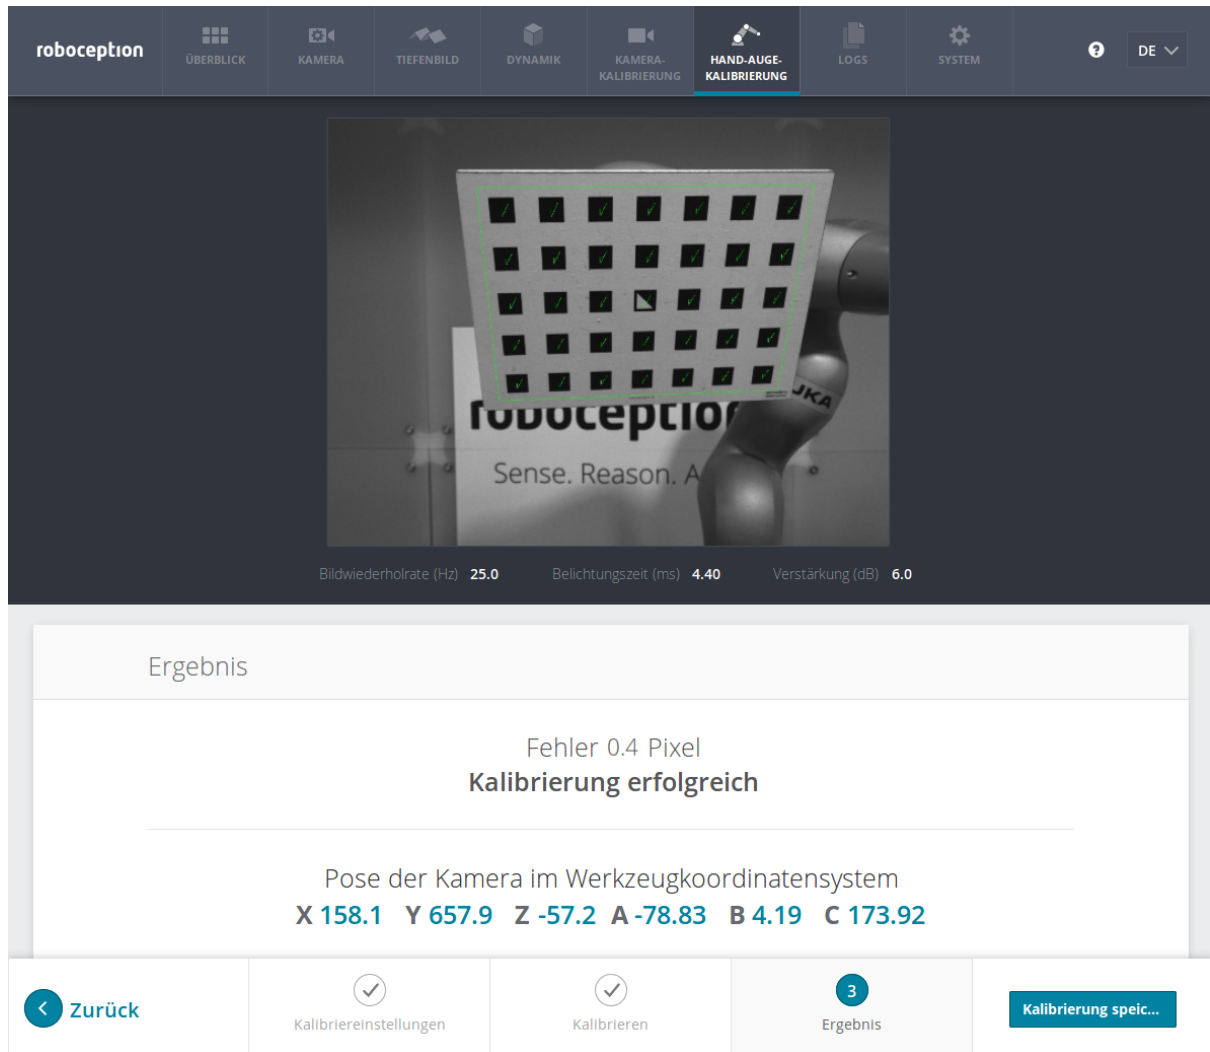 roboception
ÜBERBLICK
KAMERA
TIEFENBILD
DYNAMIK
KAMERA-
KALIBRIERUNG
HAND-AUGE-
KALIBRIERUNG
LOGS
SYSTEM
?
DE
roboception
KA
Sense. Reason. A
Bildwiederholrate (Hz) 25.0 Belichtungszeit (ms) 4.40 Verstärkung (dB) 6.0
Ergebnis
Fehler 0.4 Pixel
Kalibrierung erfolgreich
Pose der Kamera im Werkzeugkoordinatensystem
X 158.1 Y 657.9 Z -57.2 A -78.83 B 4.19 C 173.92
Zurück
Kalibriereinstellungen
Kalibrieren
3
Ergebnis
Kalibrierung speic...